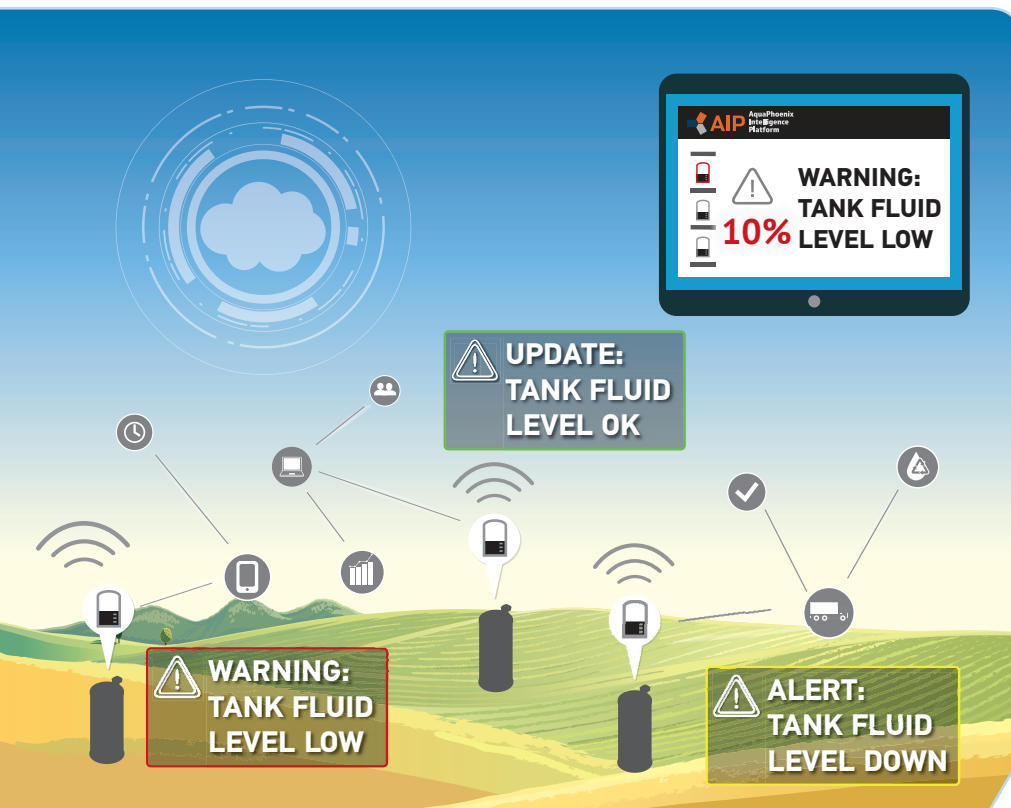 AIP
AquaPhoenix
Intelligence
Platform
WARNING:
TANK FLUID
LEVEL LOW
10%
UPDATE:
TANK FLUID
LEVEL OK
WARNING:
TANK FLUID
LEVEL LOW
ALERT:
TANK FLUID
LEVEL DOWN